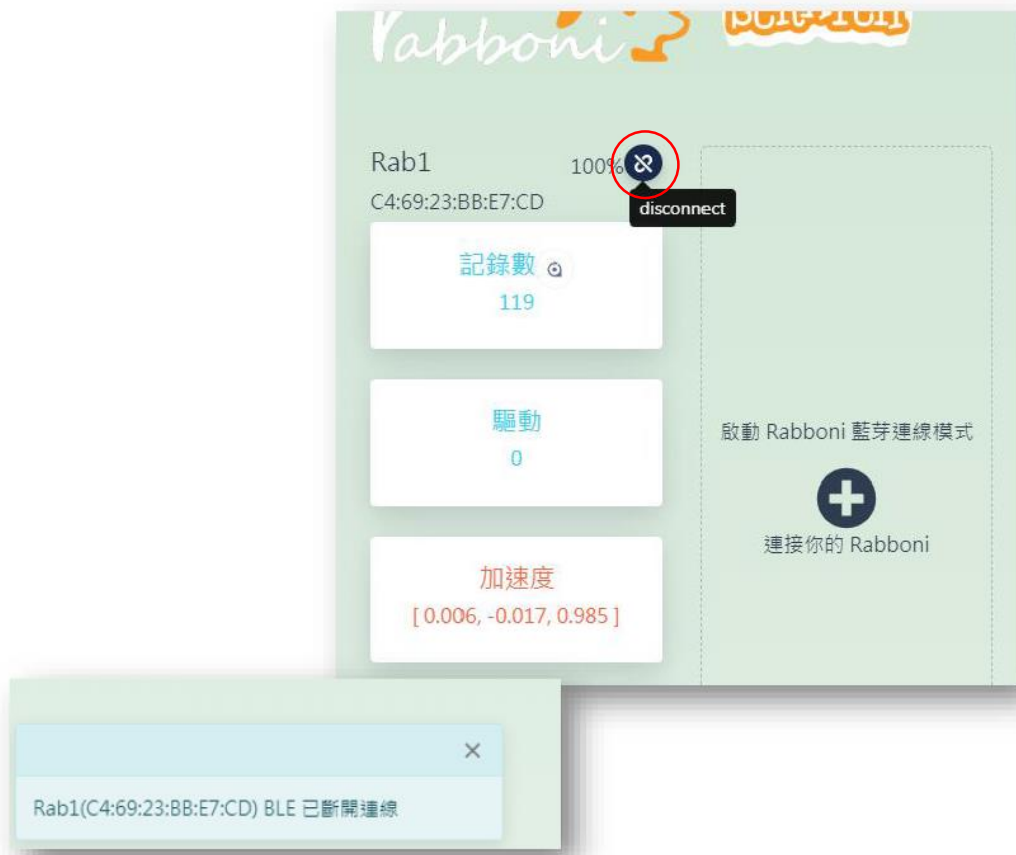 Rabboni
Rab1
100%
C4:69:23:BB:E7:CD
disconnect
記錄數
119
驅動
0
加速度
[ 0.006, -0.017, 0.985 ]
啟動 Rabboni 藍芽連線模式
連接你的 Rabboni
Rab1(C4:69:23:BB:E7:CD) BLE 已斷開連線